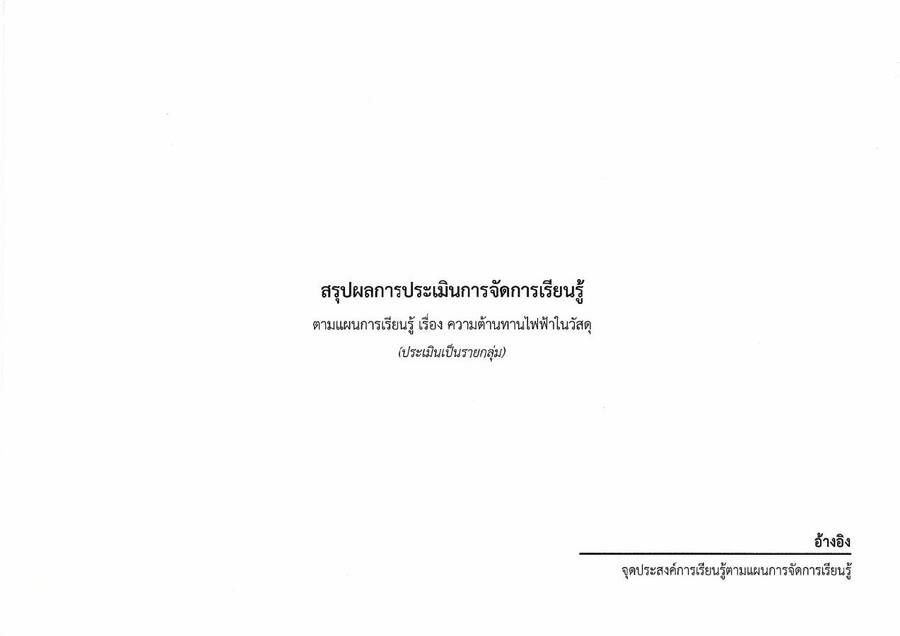 สรุปผลการประเมินการจัดการเรียนรู้
ตามแผนการเรียนรู้ เรื่อง ความต้านทานไฟฟ้าในวัสดุ
(ประเมินเป็นรายกลุ่ม)
อ้างอิง
จุดประสงค์การเรียนรู้ตามแผนการจัดการเรียนรู้